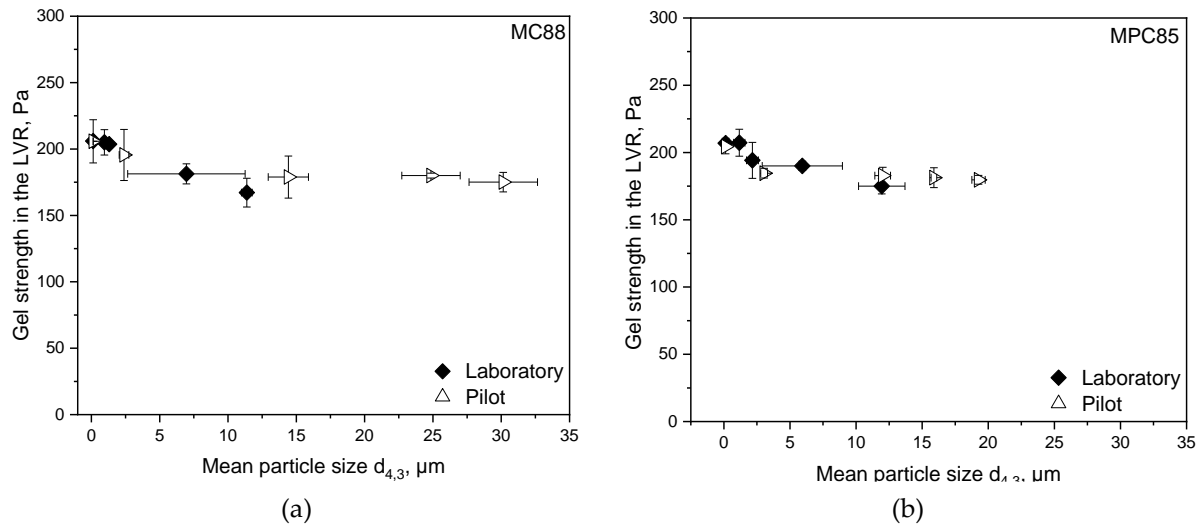 300
MC88
250
200
150
100
50
0
Gel strength in the LVR, Pa
Laboratory
Pilot
0 5 10 15 20 25 30 35
Mean particle size d4,3, µm
(a)
300
MPC85
250
200
150
100
50
0
Gel strength in the LVR, Pa
Laboratory
Pilot
0 5 10 15 20 25 30 35
Mean particle size d4,3, µm
(b)